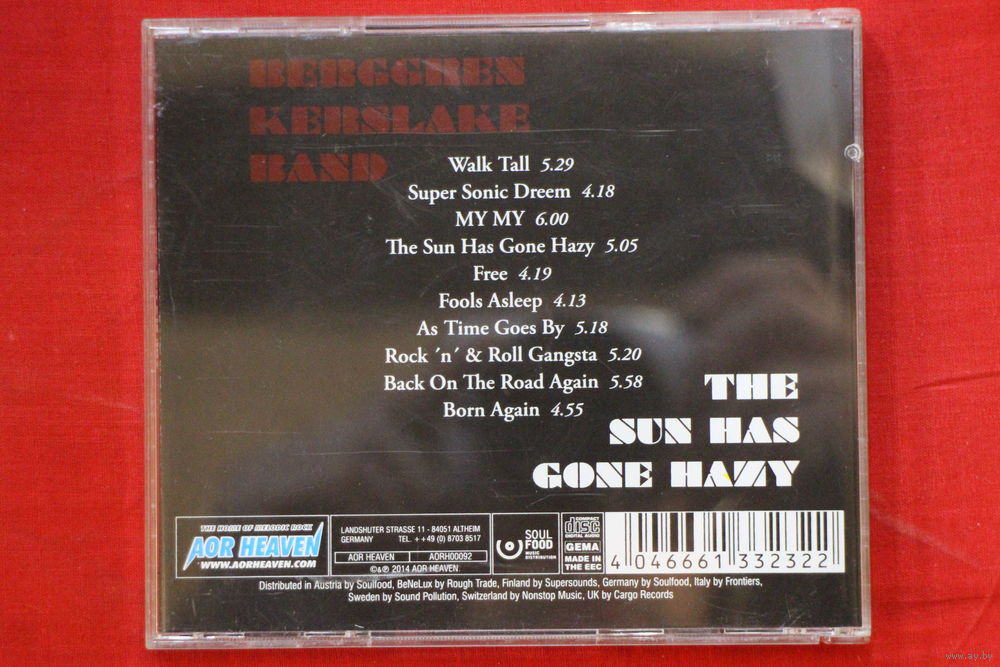 BERGGREN
KERSLAKE
BAND
Walk Tall 5.29
Super Sonic Dreem 4.18
MY MY 6.00
The Sun Has Gone Hazy 5.05
Free 4.19
Fools Asleep 4.13
As Time Goes By 5.18
Rock ´n´ & Roll Gangsta 5.20
Back On The Road Again 5.58
Born Again 4.55
THE
SUN HAS
GONE HAZY
THE HOME OF MELODIC ROCK
AOR HEAVEN
WWW.AORHEAVEN.COM
LANDSHUTER STRASSE 11 - 84051 ALTHEIM
GERMANY TEL. ++49 (0) 8703 8517
AOR HEAVEN AORH00092
©&℗ 2014 AOR HEAVEN
SOUL
FOOD
MUSIC
DISTRIBUTION
COMPACT
disc
DIGITAL AUDIO
GEMA
MADE IN
THE EEC
4 046661 332322
Distributed in Austria by Soulfood, BeNeLux by Rough Trade, Finland by Supersounds, Germany by Soulfood, Italy by Frontiers,
Sweden by Sound Pollution, Switzerland by Nonstop Music, UK by Cargo Records
www.ay.by